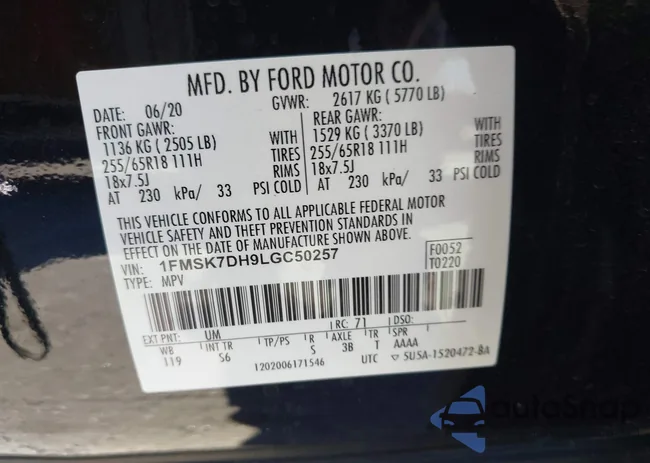 MFD. BY FORD MOTOR CO.
DATE: 06/20 GVWR: 2617 KG (5770 LB)
FRONT GAWR: REAR GAWR:
1136 KG (2505 LB) WITH 1529 KG (3370 LB) WITH
255/65R18 111H TIRES 255/65R18 111H TIRES
18x7.5J RIMS 18x7.5J RIMS
AT 230 kPa/ 33 PSI COLD AT 230 kPa/ 33 PSI COLD
THIS VEHICLE CONFORMS TO ALL APPLICABLE FEDERAL MOTOR
VEHICLE SAFETY AND THEFT PREVENTION STANDARDS IN
EFFECT ON THE DATE OF MANUFACTURE SHOWN ABOVE.
VIN: 1FMSK7DH9LGC50257 F0052
TYPE: MPV T0220
EXT PNT: UM RC: 71 DSO:
WB INT TR TP/PS R AXLE TR SPR
119 S6 S 3B T AAAA
1202006171546 UTC ▽ 5USA-1520472-BA
autoSnap